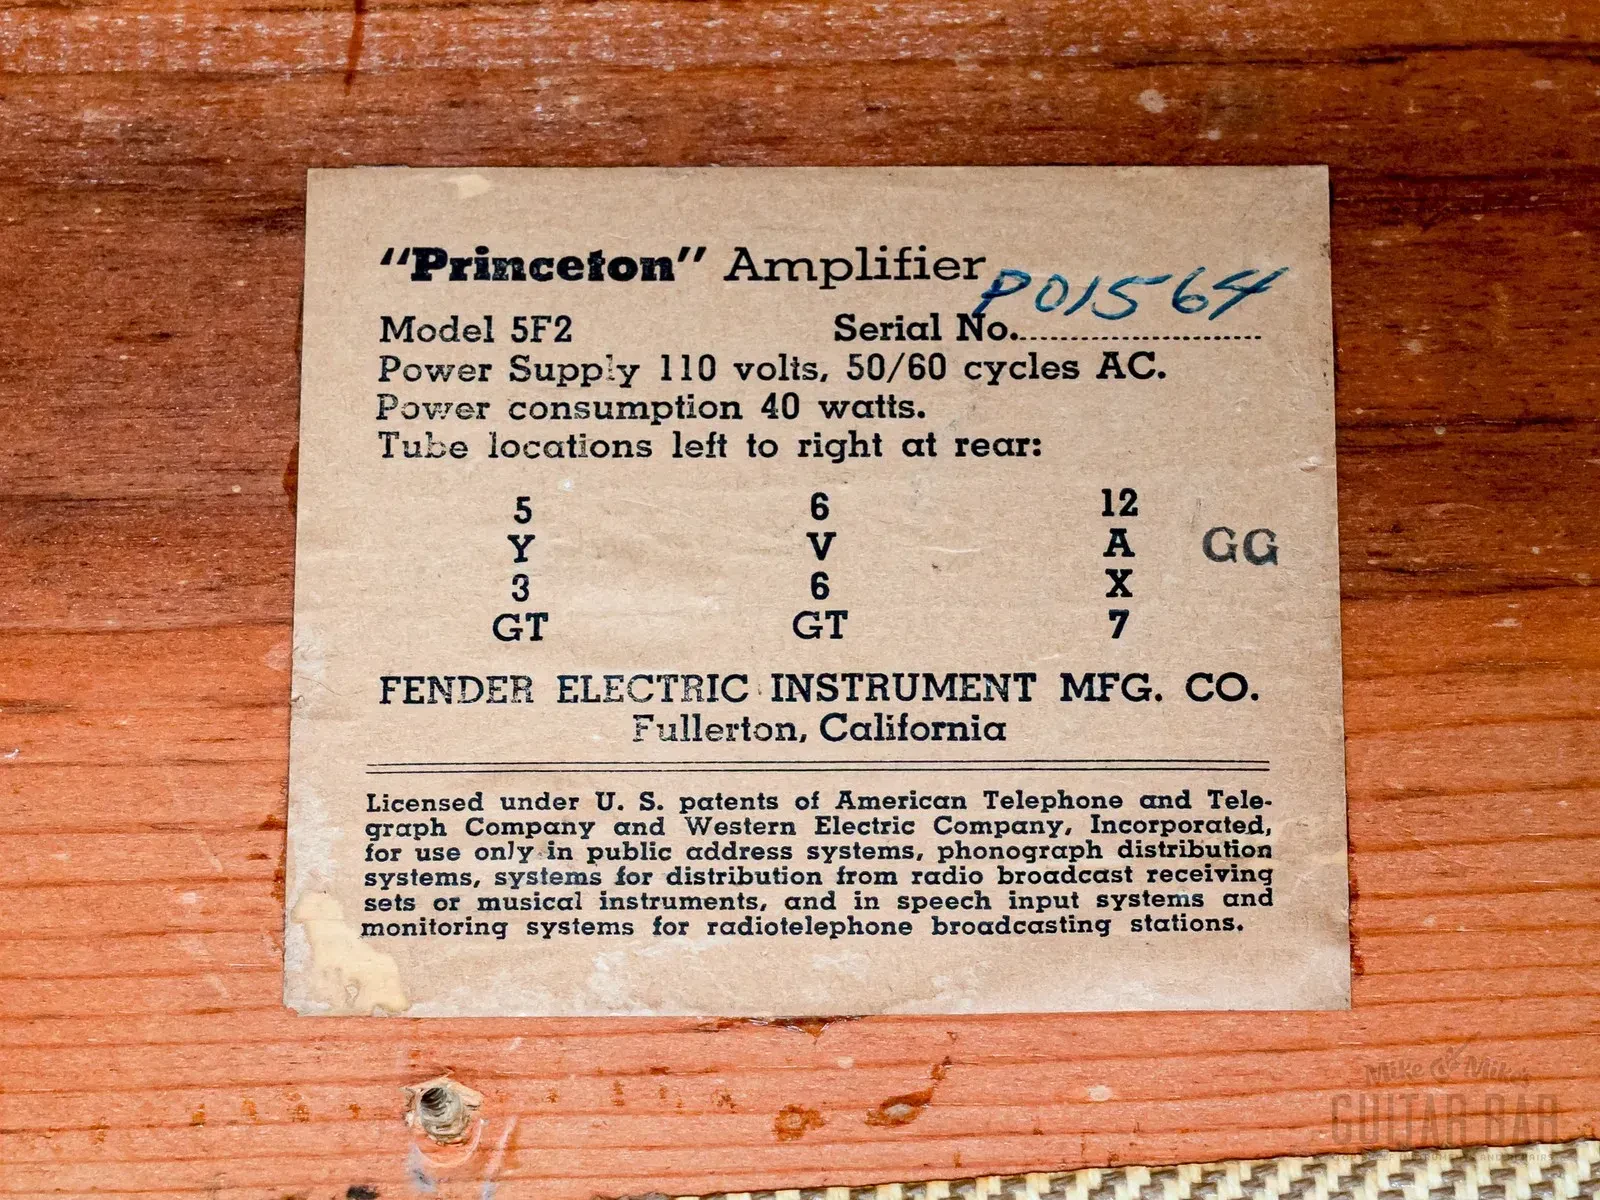 "Princeton" Amplifier
P01564
Model 5F2 Serial No.
Power Supply 110 volts, 50/60 cycles AC.
Power consumption 40 watts.
Tube locations left to right at rear:
5 6 12
Y V A GG
3 6 X
GT GT 7
FENDER ELECTRIC INSTRUMENT MFG. CO.
Fullerton, California
Licensed under U. S. patents of American Telephone and Tele-
graph Company and Western Electric Company, Incorporated,
for use only in public address systems, phonograph distribution
systems, systems for distribution from radio broadcast receiving
sets or musical instruments, and in speech input systems and
monitoring systems for radiotelephone broadcasting stations.
Mike & Mike's
GUITAR BAR